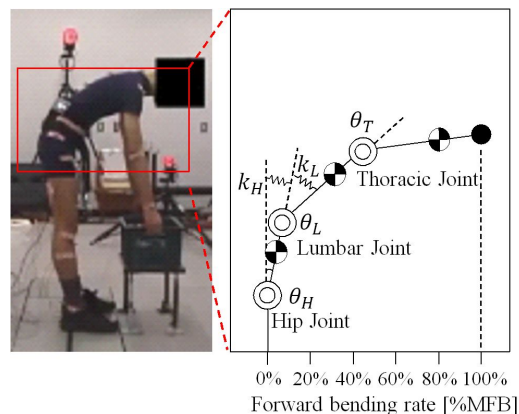 θ_T
k_L
k_H
Thoracic Joint
θ_L
Lumbar Joint
θ_H
Hip Joint
0% 20% 40% 60% 80% 100%
Forward bending rate [%MFB]